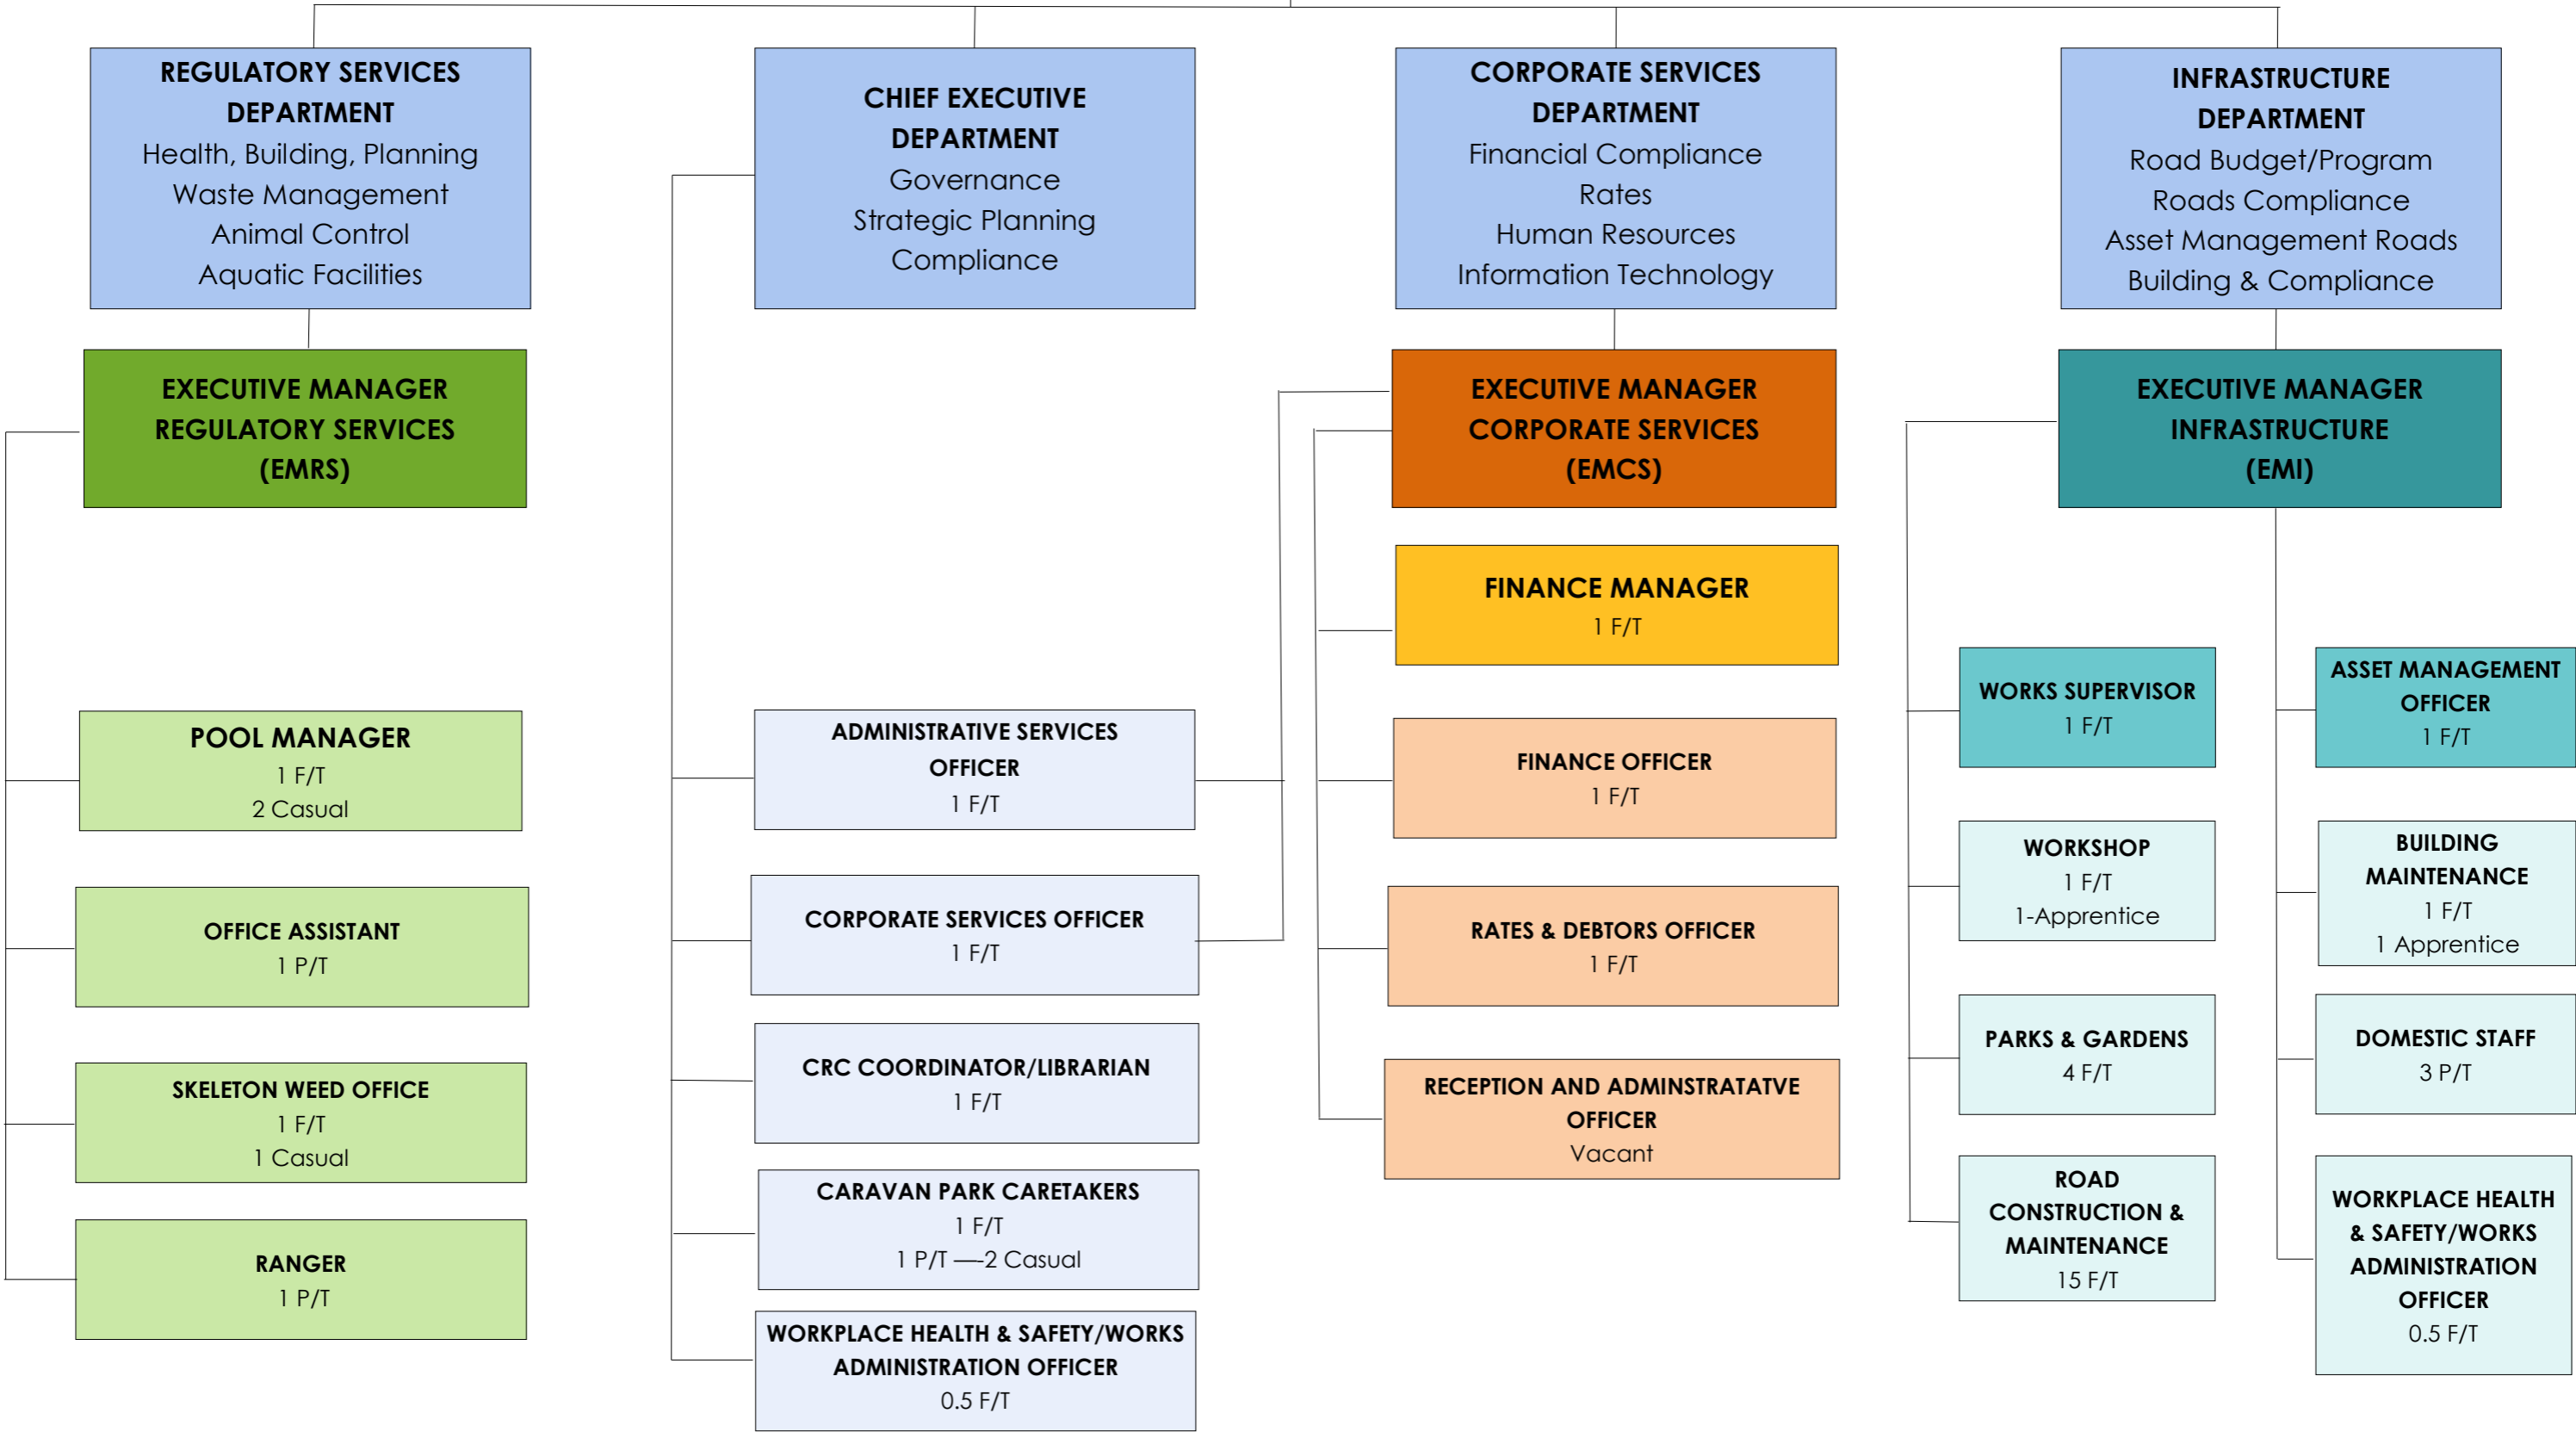 REGULATORY SERVICES
DEPARTMENT
Health, Building, Planning
Waste Management
Animal Control
Aquatic Facilities
CHIEF EXECUTIVE
DEPARTMENT
Governance
Strategic Planning
Compliance
CORPORATE SERVICES
DEPARTMENT
Financial Compliance
Rates
Human Resources
Information Technology
INFRASTRUCTURE
DEPARTMENT
Road Budget/Program
Roads Compliance
Asset Management Roads
Building & Compliance
EXECUTIVE MANAGER
REGULATORY SERVICES
(EMRS)
EXECUTIVE MANAGER
CORPORATE SERVICES
(EMCS)
EXECUTIVE MANAGER
INFRASTRUCTURE
(EMI)
POOL MANAGER
1 F/T
2 Casual
OFFICE ASSISTANT
1 P/T
SKELETON WEED OFFICE
1 F/T
1 Casual
RANGER
1 P/T
ADMINISTRATIVE SERVICES
OFFICER
1 F/T
CORPORATE SERVICES OFFICER
1 F/T
CRC COORDINATOR/LIBRARIAN
1 F/T
CARAVAN PARK CARETAKERS
1 F/T
1 P/T —-2 Casual
WORKPLACE HEALTH & SAFETY/WORKS
ADMINISTRATION OFFICER
0.5 F/T
FINANCE MANAGER
1 F/T
FINANCE OFFICER
1 F/T
RATES & DEBTORS OFFICER
1 F/T
RECEPTION AND ADMINSTRATATVE
OFFICER
Vacant
WORKS SUPERVISOR
1 F/T
WORKSHOP
1 F/T
1-Apprentice
PARKS & GARDENS
4 F/T
ROAD
CONSTRUCTION &
MAINTENANCE
15 F/T
ASSET MANAGEMENT
OFFICER
1 F/T
BUILDING
MAINTENANCE
1 F/T
1 Apprentice
DOMESTIC STAFF
3 P/T
WORKPLACE HEALTH
& SAFETY/WORKS
ADMINISTRATION
OFFICER
0.5 F/T